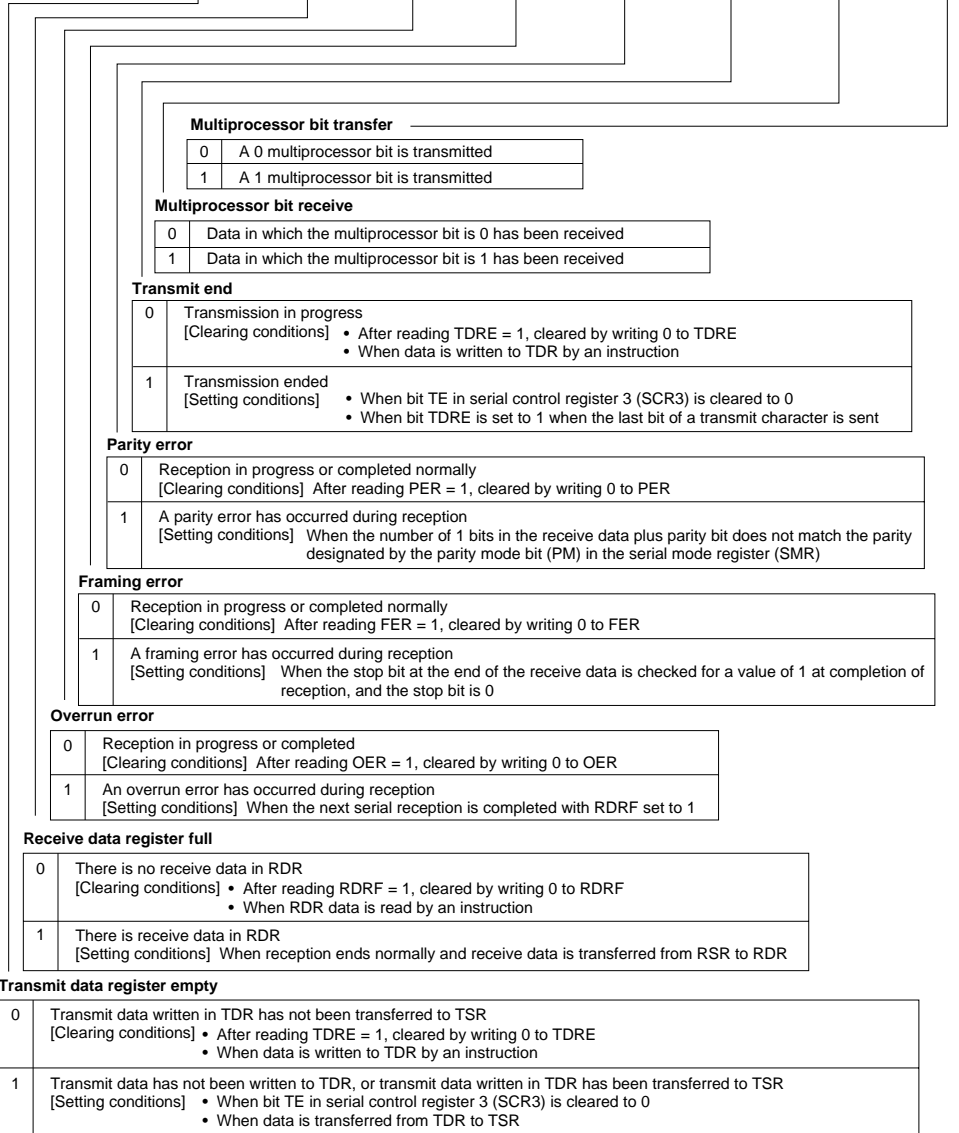 Multiprocessor bit transfer
0 A 0 multiprocessor bit is transmitted
1 A 1 multiprocessor bit is transmitted
Multiprocessor bit receive
0 Data in which the multiprocessor bit is 0 has been received
1 Data in which the multiprocessor bit is 1 has been received
Transmit end
0 Transmission in progress
[Clearing conditions] • After reading TDRE = 1, cleared by writing 0 to TDRE
• When data is written to TDR by an instruction
1 Transmission ended
[Setting conditions] • When bit TE in serial control register 3 (SCR3) is cleared to 0
• When bit TDRE is set to 1 when the last bit of a transmit character is sent
Parity error
0 Reception in progress or completed normally
[Clearing conditions] After reading PER = 1, cleared by writing 0 to PER
1 A parity error has occurred during reception
[Setting conditions] When the number of 1 bits in the receive data plus parity bit does not match the parity
designated by the parity mode bit (PM) in the serial mode register (SMR)
Framing error
0 Reception in progress or completed normally
[Clearing conditions] After reading FER = 1, cleared by writing 0 to FER
1 A framing error has occurred during reception
[Setting conditions] When the stop bit at the end of the receive data is checked for a value of 1 at completion of
reception, and the stop bit is 0
Overrun error
0 Reception in progress or completed
[Clearing conditions] After reading OER = 1, cleared by writing 0 to OER
1 An overrun error has occurred during reception
[Setting conditions] When the next serial reception is completed with RDRF set to 1
Receive data register full
0 There is no receive data in RDR
[Clearing conditions] • After reading RDRF = 1, cleared by writing 0 to RDRF
• When RDR data is read by an instruction
1 There is receive data in RDR
[Setting conditions] When reception ends normally and receive data is transferred from RSR to RDR
Transmit data register empty
0 Transmit data written in TDR has not been transferred to TSR
[Clearing conditions] • After reading TDRE = 1, cleared by writing 0 to TDRE
• When data is written to TDR by an instruction
1 Transmit data has not been written to TDR, or transmit data written in TDR has been transferred to TSR
[Setting conditions] • When bit TE in serial control register 3 (SCR3) is cleared to 0
• When data is transferred from TDR to TSR